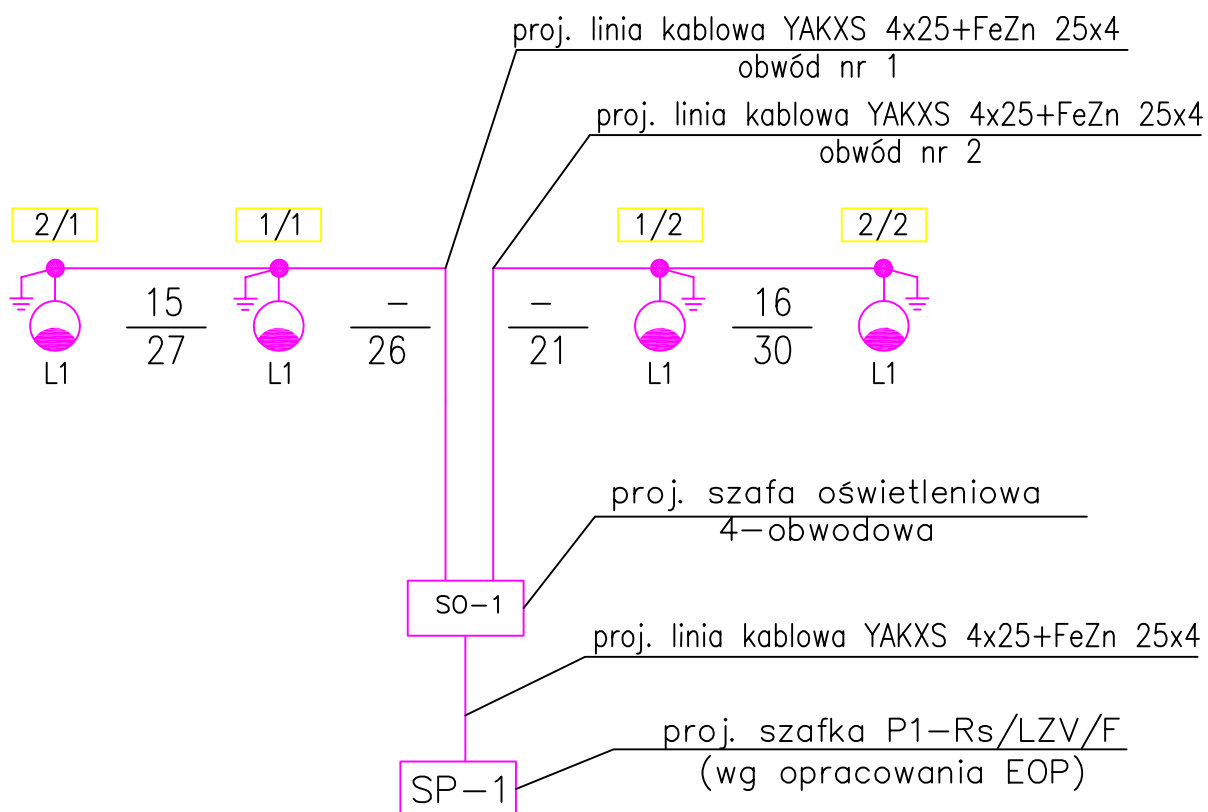 proj. linia kablowa YAKXS 4x25+FeZn 25x4
obwód nr 1
proj. linia kablowa YAKXS 4x25+FeZn 25x4
obwód nr 2
2/1 1/1 1/2 2/2
15 - - 16
27 26 21 30
L1 L1 L1 L1
proj. szafa oświetleniowa
4-obwodowa
SO-1
proj. linia kablowa YAKXS 4x25+FeZn 25x4
proj. szafka P1-Rs/LZV/F
(wg opracowania EOP)
SP-1